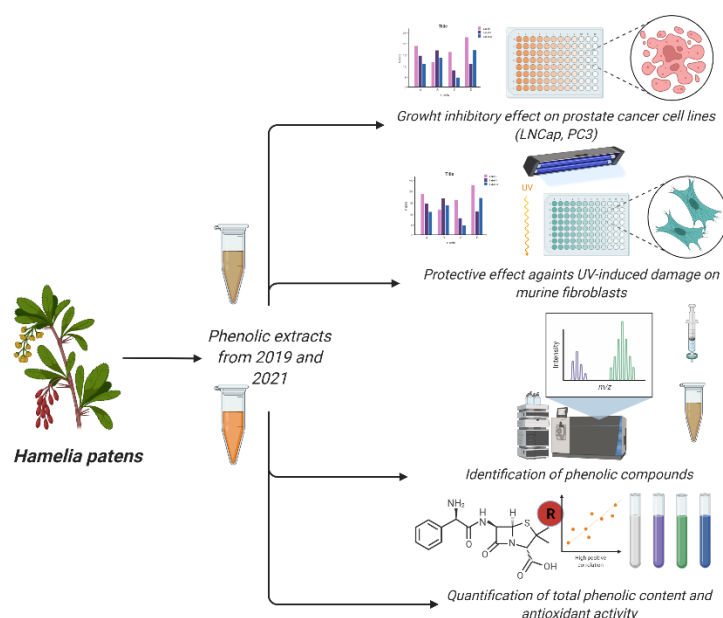 Title
Growht inhibitory effect on prostate cancer cell lines
(LNCap, PC3)
Title
UV
Protective effect againts UV-induced damage on
murine fibroblasts
Phenolic extracts
from 2019 and
2021
Hamelia patens
Intensity
m/z
Identification of phenolic compounds
NH₂
H
N
H
S
O
O
N
O
OH
R
High positive
correlation
Quantification of total phenolic content and
antioxidant activity